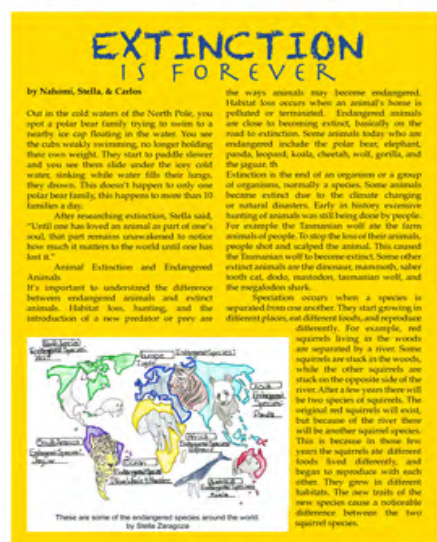 EXTINCTION
IS FOREVER
by Nahomi, Stella, & Carlos
Out in the cold waters of the North Pole, you
spot a polar bear family trying to swim to a
nearby ice cap floating in the water. You see
the cubs weakly swimming, no longer holding
their own weight. They start to paddle slower
and you see them slide under the icey cold
water, sinking while water fills their lungs,
they drown. This doesn't happen to only one
polar bear family, this happens to more than 10
families a day.
After researching extinction, Stella said,
"Until one has loved an animal as part of one's
soul, that part remains unawakened to notice
how much it matters to the world until one has
lost it."
Animal Extinction and Endangered
Animals
It's important to understand the difference
between endangered animals and extinct
animals. Habitat loss, hunting, and the
introduction of a new predator or prey are
the ways animals may become endangered.
Habitat loss occurs when an animal's home is
polluted or terminated. Endangered animals
are close to becoming extinct, basically on the
road to extinction. Some animals today who are
endangered include the polar bear, elephant,
panda, leopard, koala, cheetah, wolf, gorilla, and
the jaguar. th
Extinction is the end of an organism or a group
of organisms, normally a species. Some animals
became extinct due to the climate changing
or natural disasters. Early in history excessive
hunting of animals was still being done by people.
For example the Tasmanian wolf ate the farm
animals of people. To stop the loss of their animals,
people shot and scalped the animal. This caused
the Tasmanian wolf to become extinct. Some other
extinct animals are the dinosaur, mammoth, saber
tooth cat, dodo, mastodon, tasmanian wolf, and
the megalodon shark.
Speciation occurs when a species is
separated from one another. They start growing in
different places, eat different foods, and reproduce
differently. For example, red
squirrels living in the woods
are separated by a river. Some
squirrels are stuck in the woods,
while the other squirrels are
stuck on the opposite side of the
river. After a few years there will
be two species of squirrels. The
original red squirrels will exist,
but because of the river there
will be another squirrel species.
This is because in those few
years the squirrels ate different
foods lived differently, and
began to reproduce with each
other. They grew in different
habitats. The new traits of the
new species cause a noticeable
difference between the two
squirrel species.
Europe
Endangered Species
Asia
Endangered
Species
Panda
South America
Endangered Species
Jaguar
Africa
Endangered Species
These are some of the endangered species around the world
by Stella Zaragoza